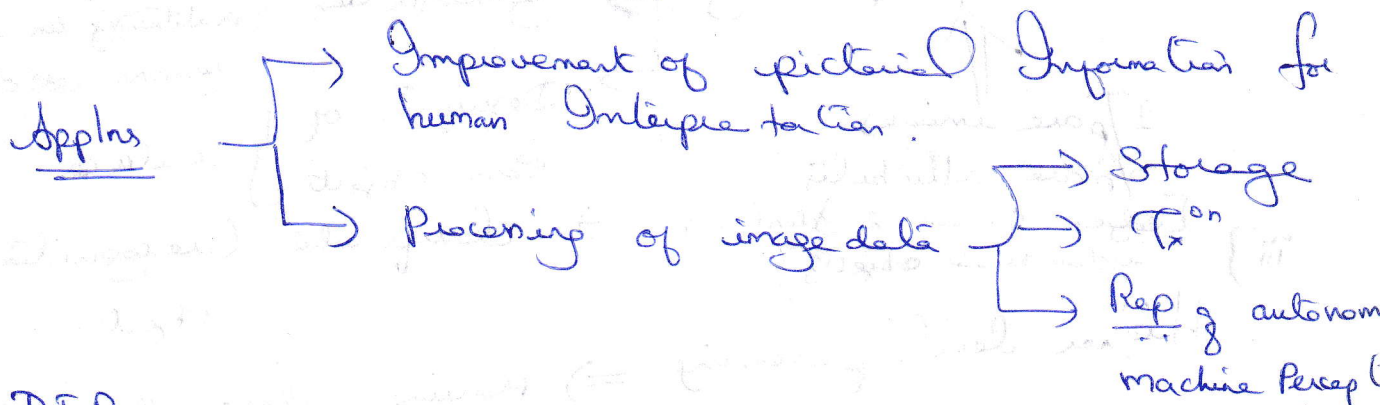 Applns
Improvement of pictorial Information for
human Interpretation.
Processing of image data
Storage
Tx on
Rep of autonom
machine Percep